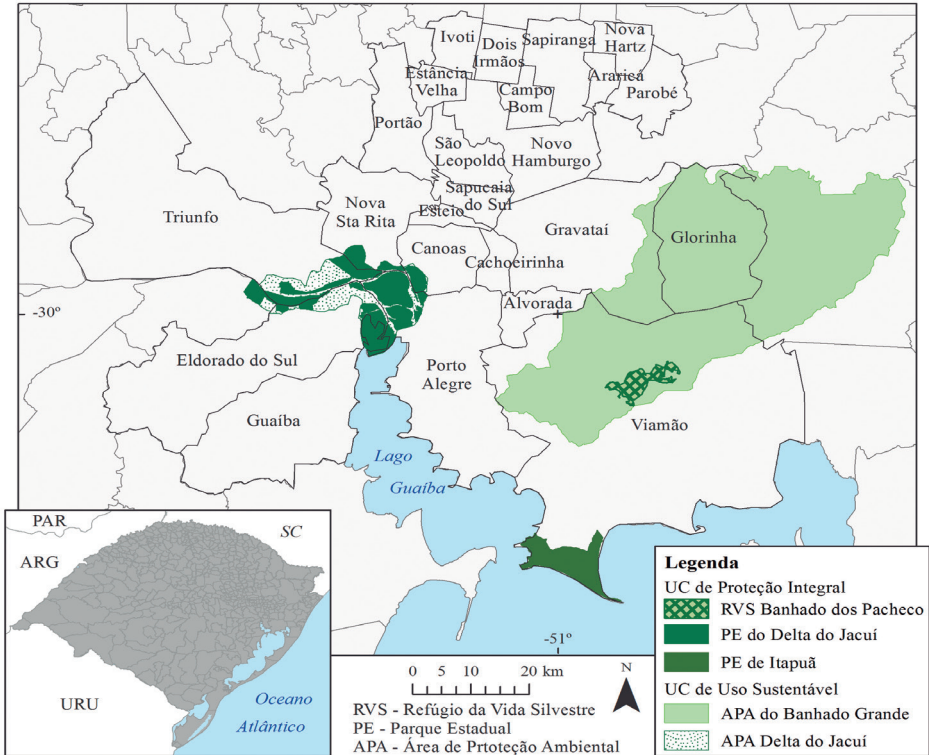 Ivoti
Dois
Irmãos
Sapiranga
Nova
Hartz
Estância
Velha
Campo
Bom
Araricá
Parobé
Portão
São
Leopoldo
Novo
Hamburgo
Sapucaia
do Sul
Triunfo
Nova
Sta Rita
Esteio
Gravataí
Glorinha
Canoas
Cachoeirinha
-30º
Alvorada
Eldorado do Sul
Porto
Alegre
Guaíba
Viamão
Lago
Guaíba
-51º
PAR
SC
ARG
URU
Oceano
Atlântico
0 5 10 20 km
N
RVS - Refúgio da Vida Silvestre
PE - Parque Estadual
APA - Área de Prtoteção Ambiental
Legenda
UC de Proteção Integral
RVS Banhado dos Pacheco
PE do Delta do Jacuí
PE de Itapuã
UC de Uso Sustentável
APA do Banhado Grande
APA Delta do Jacuí